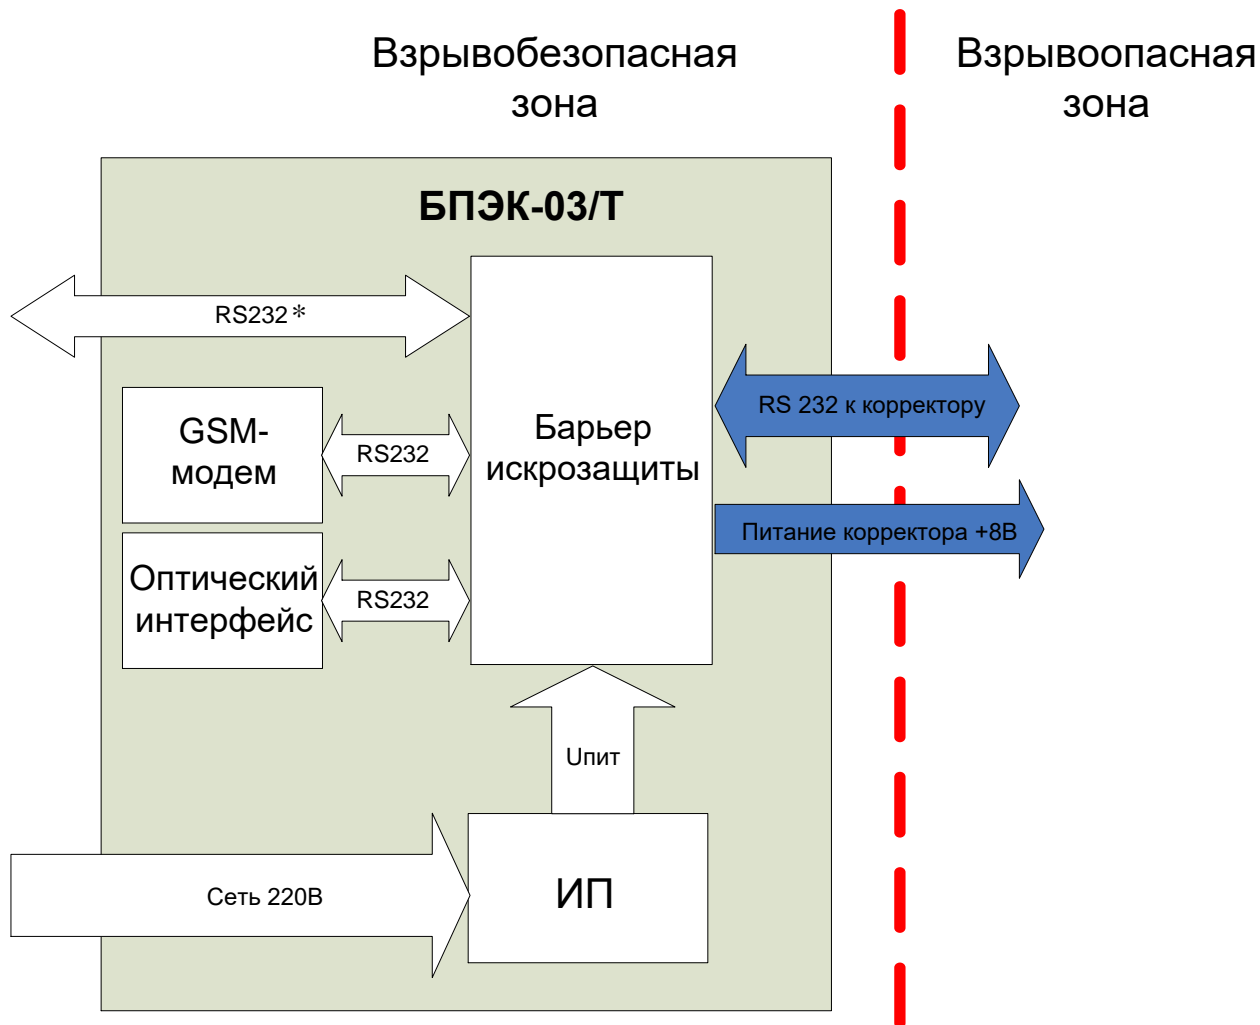 Взрывобезопасная
зона
Взрывоопасная
зона
БПЭК-03/Т
RS232*
GSM-
модем
RS232
Барьер
искрозащиты
RS 232 к корректору
Питание корректора +8В
Оптический
интерфейс
RS232
Uпит
Сеть 220В
ИП